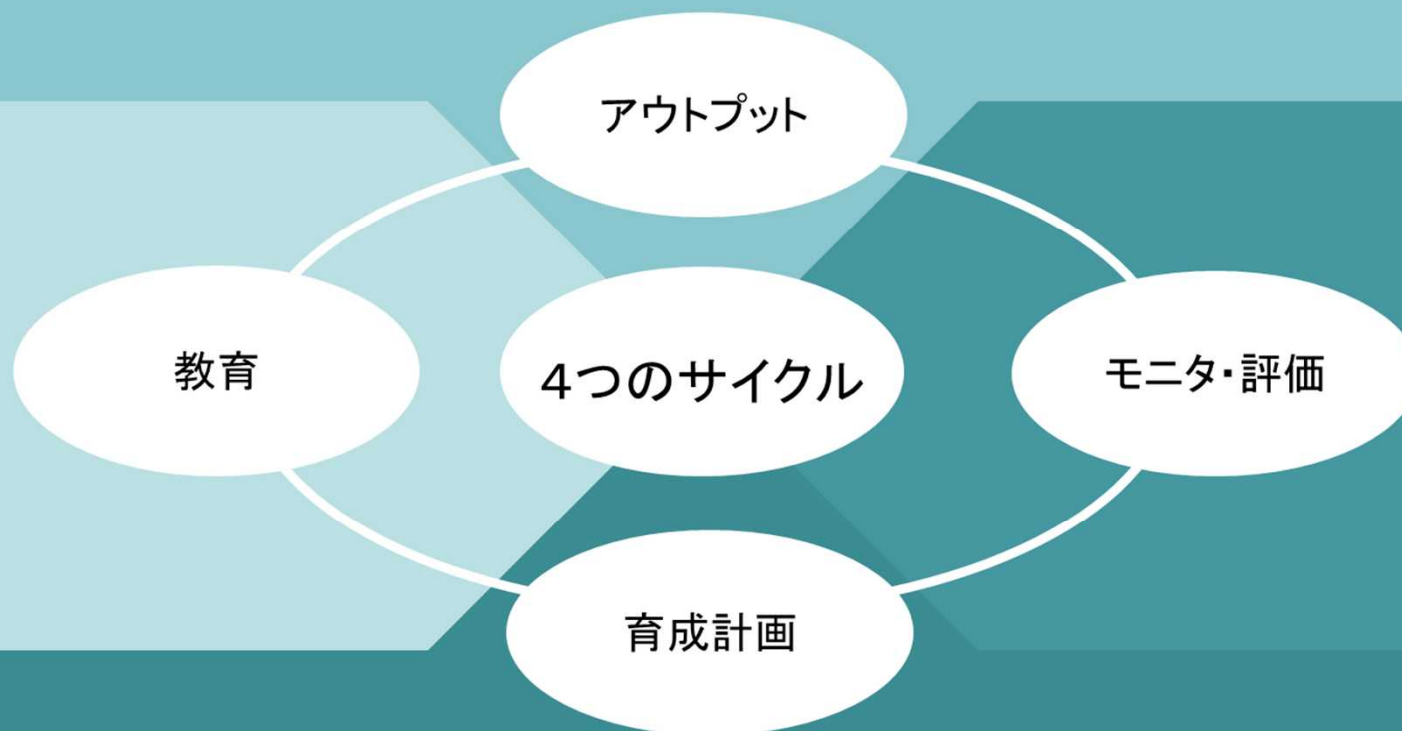 アウトプット
教育
４つのサイクル
モニタ・評価
育成計画